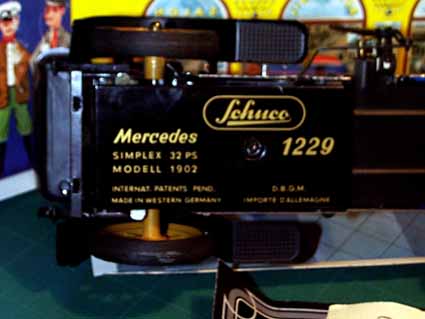 Schuco
Mercedes 1229
SIMPLEX 32 PS
MODELL 1902
INTERNAT. PATENTS PEND. D.B.G.M.
MADE IN WESTERN GERMANY IMPORTE D'ALLEMAGNE